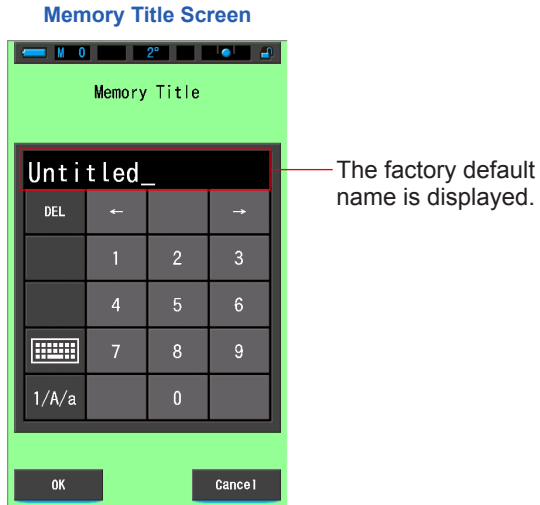 Memory Title Screen
M 0 2°
Memory Title
Untitled_
The factory default
name is displayed.
DEL ← →
1 2 3
4 5 6
7 8 9
1/A/a 0
OK Cancel